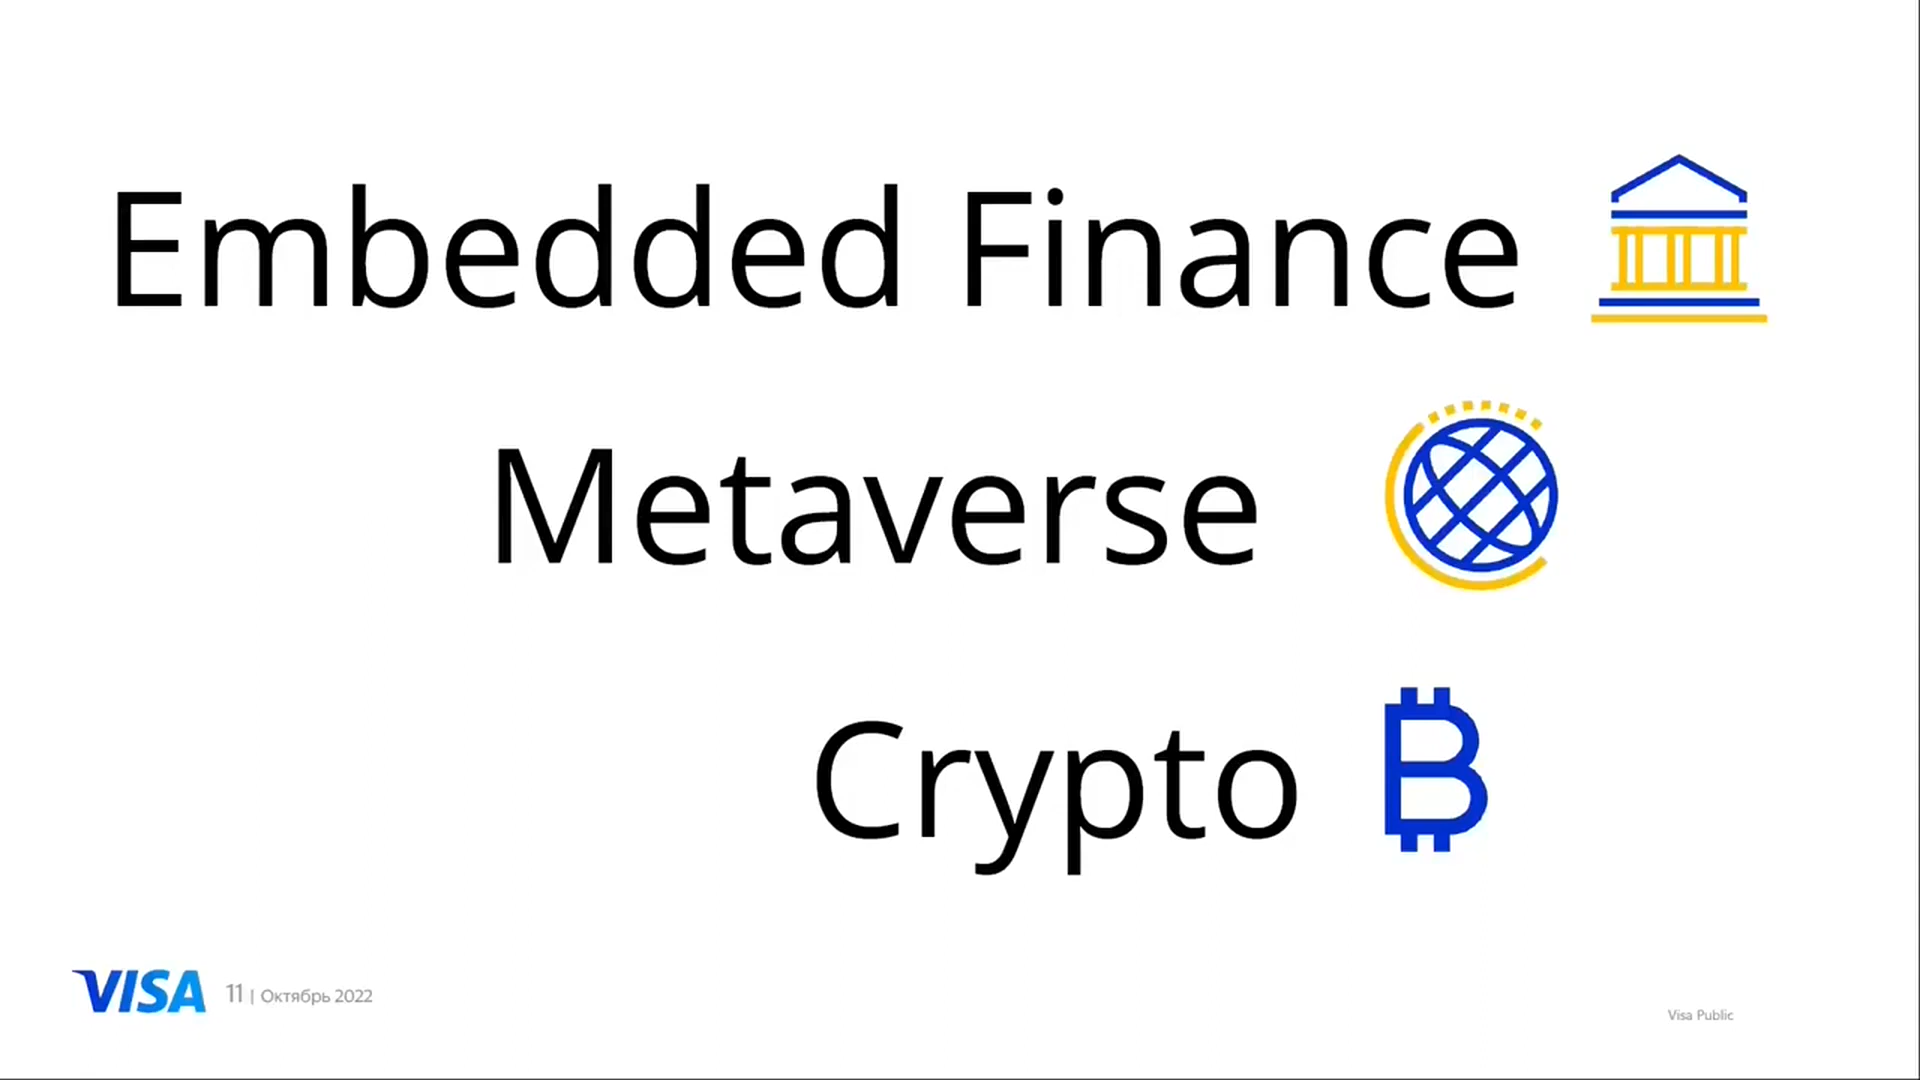 Embedded Finance
Metaverse
Crypto
VISA 11 | Октябрь 2022
Visa Public